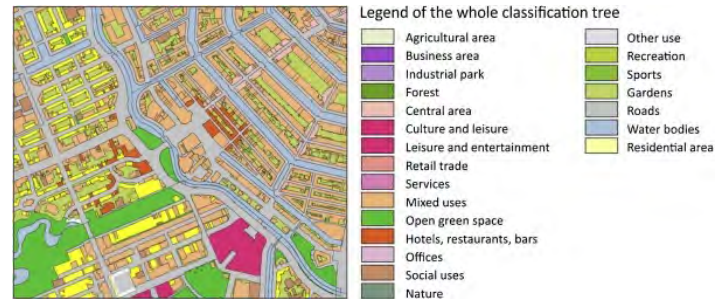 Legend of the whole classification tree
Agricultural area
Business area
Industrial park
Forest
Central area
Culture and leisure
Leisure and entertainment
Retail trade
Services
Mixed uses
Open green space
Hotels, restaurants, bars
Offices
Social uses
Nature
Other use
Recreation
Sports
Gardens
Roads
Water bodies
Residential area